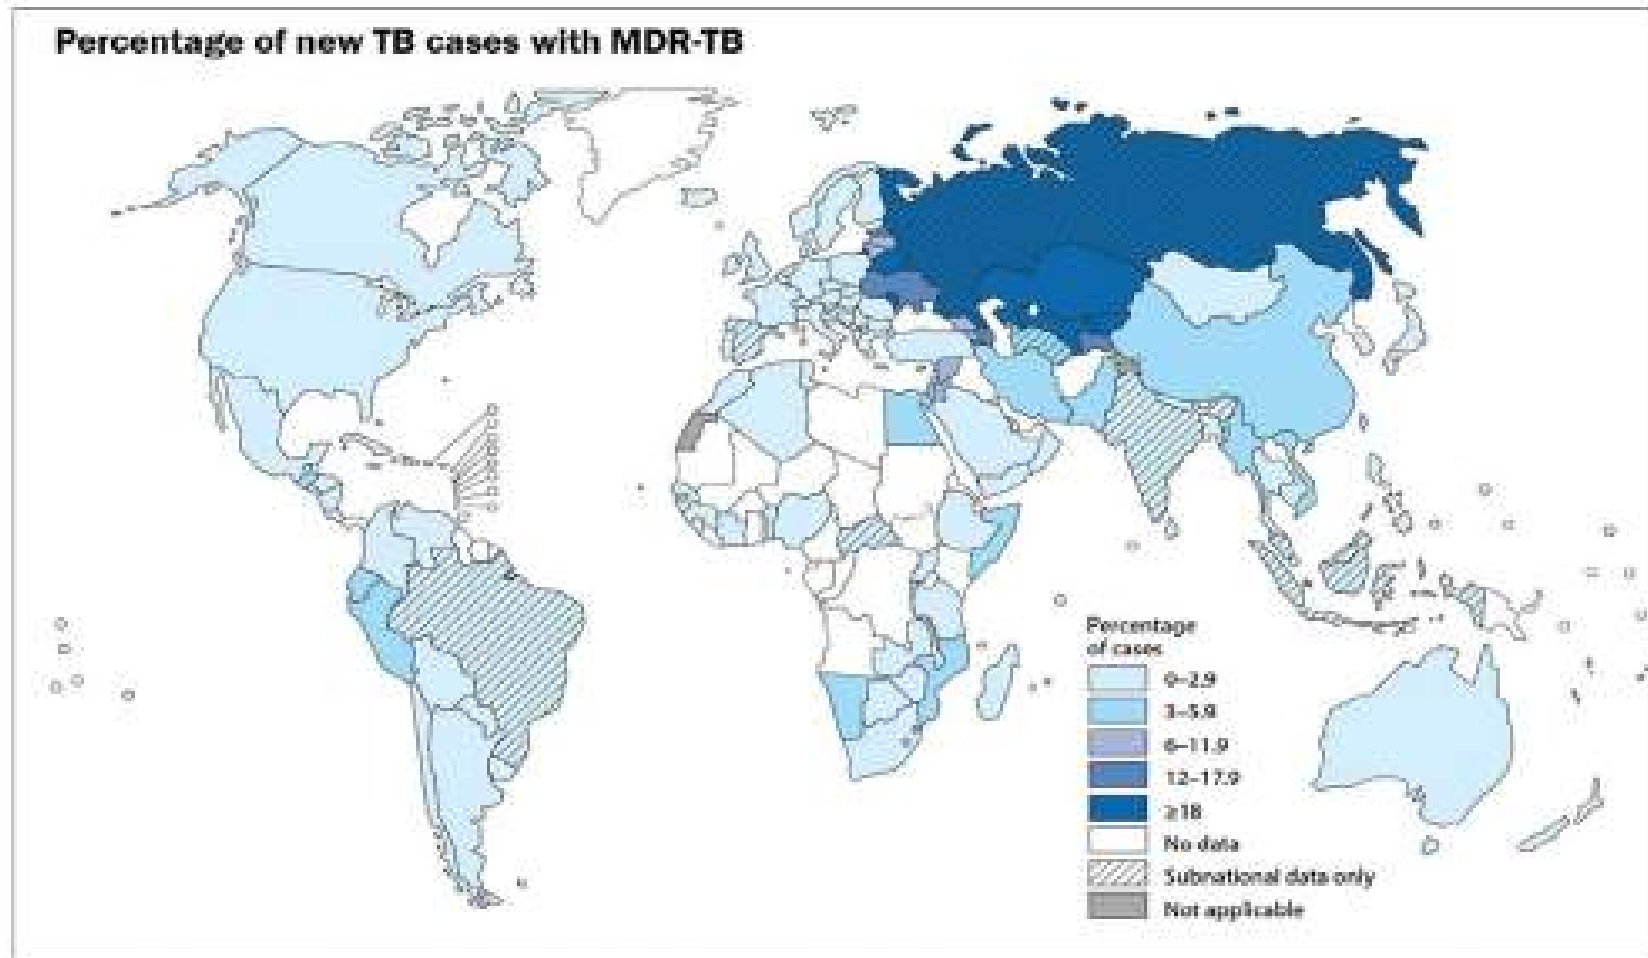 Percentage of new TB cases with MDR-TB
Percentage
of cases
0–2.9
3–5.9
6–11.9
12–17.9
≥18
No data
Subnational data only
Not applicable